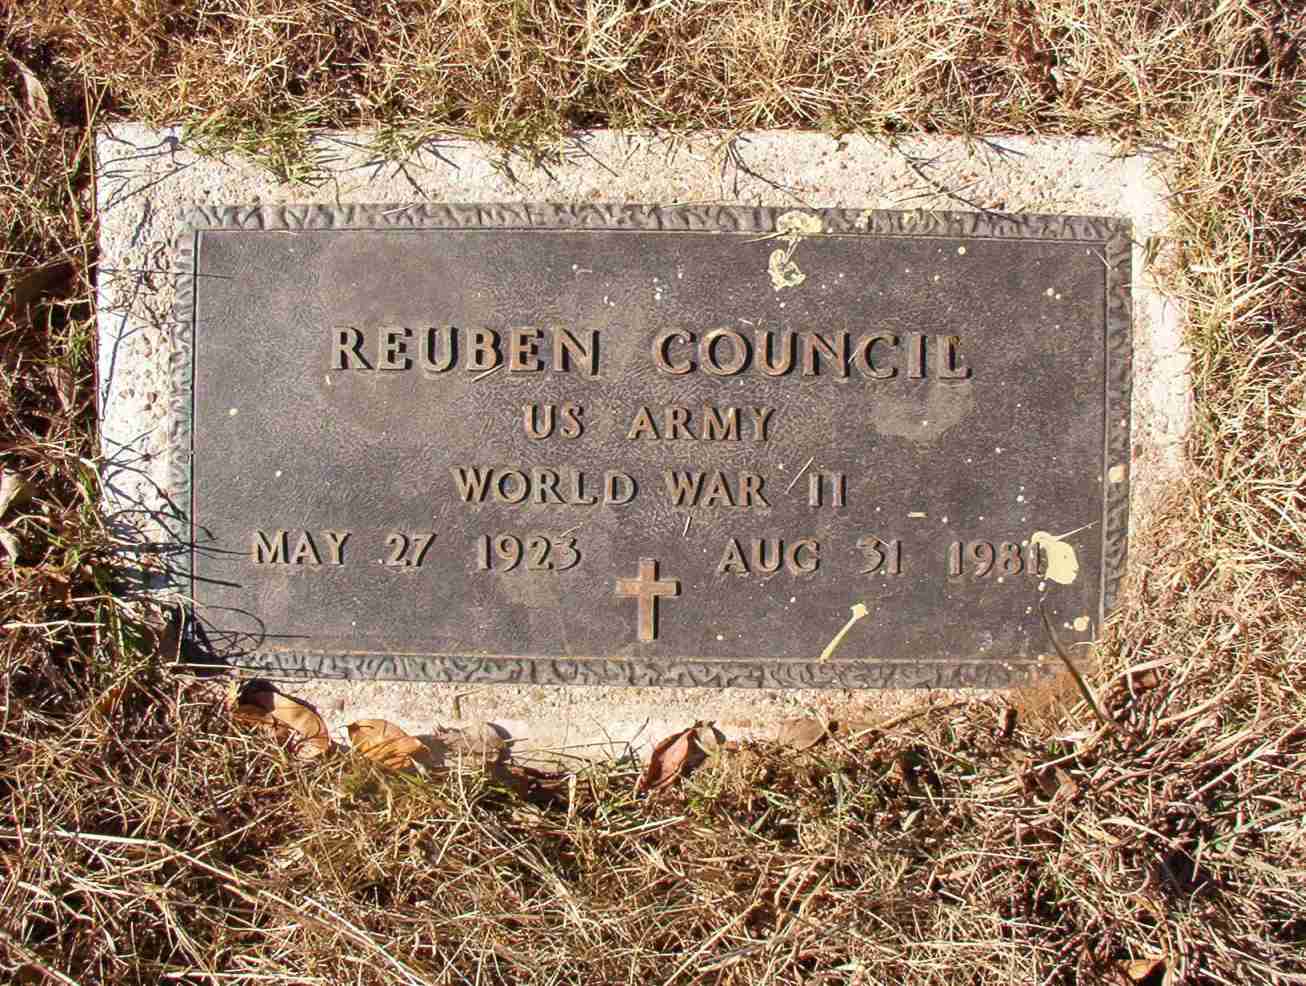 REUBEN COUNCIL
US ARMY
WORLD WAR II
MAY 27 1923 AUG 31 1981